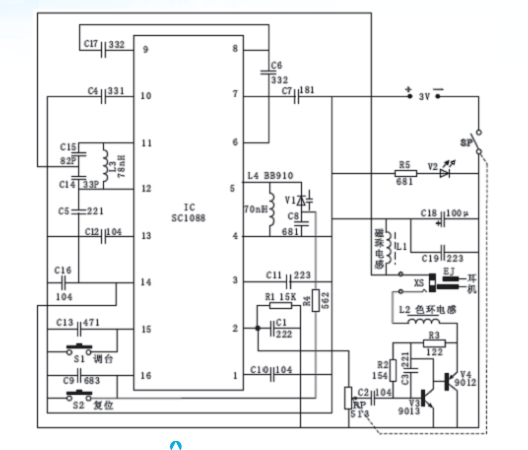 C17 332 9 8
C6
332
C4 331 10 7 C7 181
+ 3V −
C15 11 6
82P
L3
78nH
SP
C14 33P 12 5 L4 BB910
R5
681
V2
IC
SC1088
V1
C5 221
70nH
C8
681
C18 100μ
C12 104 13 4
L1
C19 223
C16
104
14 3 C11 223
R4
562
EJ
耳
机
XS
R1 15K
L2 色环电感
C13 471 15 2 C1
222
S1 调台
R3
122
C9 683 16 1 C10 104
R2
154
C3
221
V4
9012
S2 复位
RP
513
C2 104
V3
9013